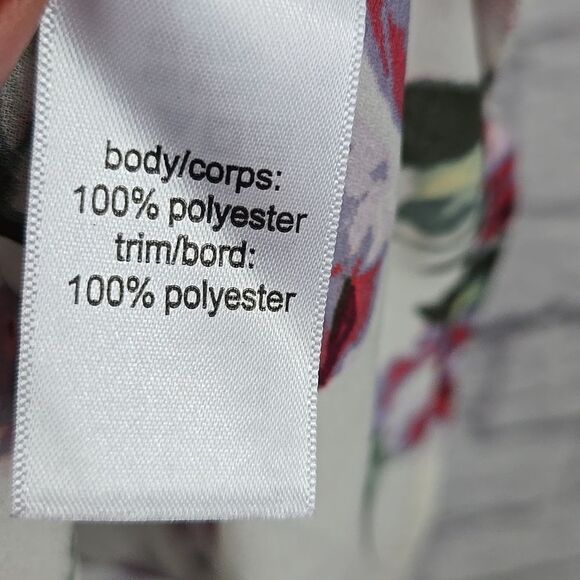 body/corps:
100% polyester
trim/bord:
100% polyester